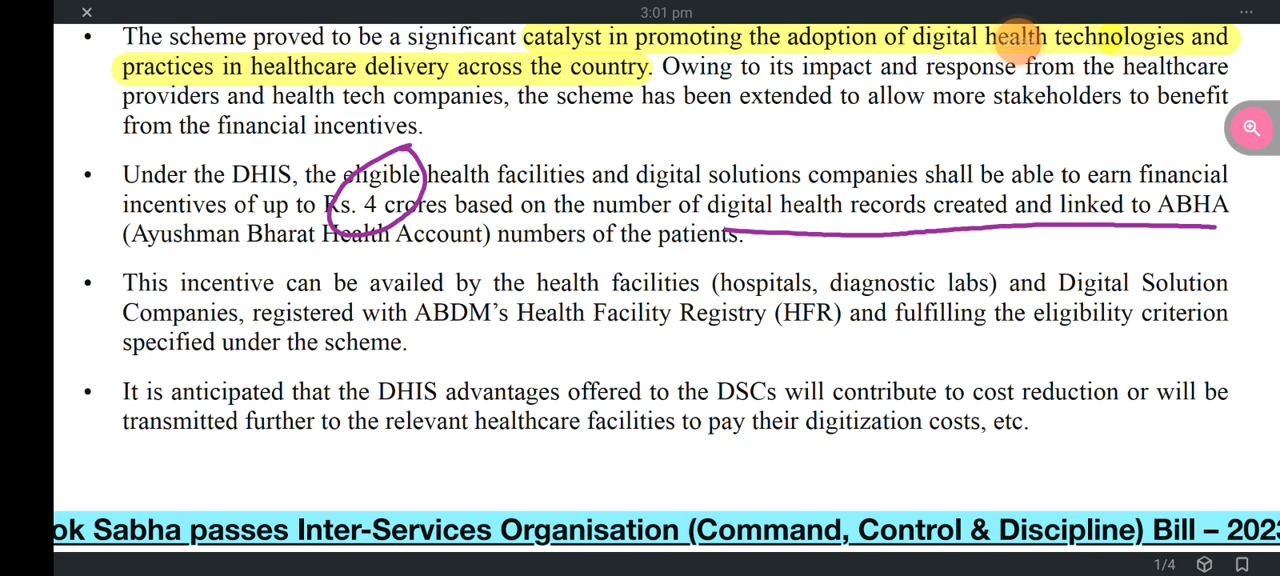 3:01 pm
• The scheme proved to be a significant catalyst in promoting the adoption of digital health technologies and
practices in healthcare delivery across the country. Owing to its impact and response from the healthcare
providers and health tech companies, the scheme has been extended to allow more stakeholders to benefit
from the financial incentives.
• Under the DHIS, the eligible health facilities and digital solutions companies shall be able to earn financial
incentives of up to Rs. 4 crores based on the number of digital health records created and linked to ABHA
(Ayushman Bharat Health Account) numbers of the patients.
• This incentive can be availed by the health facilities (hospitals, diagnostic labs) and Digital Solution
Companies, registered with ABDM's Health Facility Registry (HFR) and fulfilling the eligibility criterion
specified under the scheme.
• It is anticipated that the DHIS advantages offered to the DSCs will contribute to cost reduction or will be
transmitted further to the relevant healthcare facilities to pay their digitization costs, etc.
ok Sabha passes Inter-Services Organisation (Command, Control & Discipline) Bill – 2023
1/4